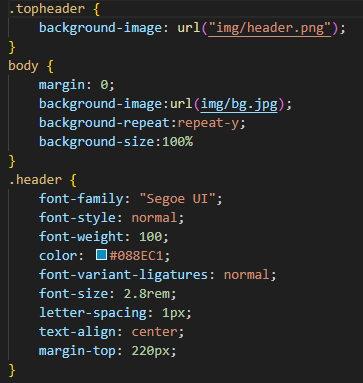 .topheader {
    background-image: url("img/header.png");
}
body {
    margin: 0;
    background-image:url(img/bg.jpg);
    background-repeat:repeat-y;
    background-size:100%
}
.header {
    font-family: "Segoe UI";
    font-style: normal;
    font-weight: 100;
    color: #088EC1;
    font-variant-ligatures: normal;
    font-size: 2.8rem;
    letter-spacing: 1px;
    text-align: center;
    margin-top: 220px;
}